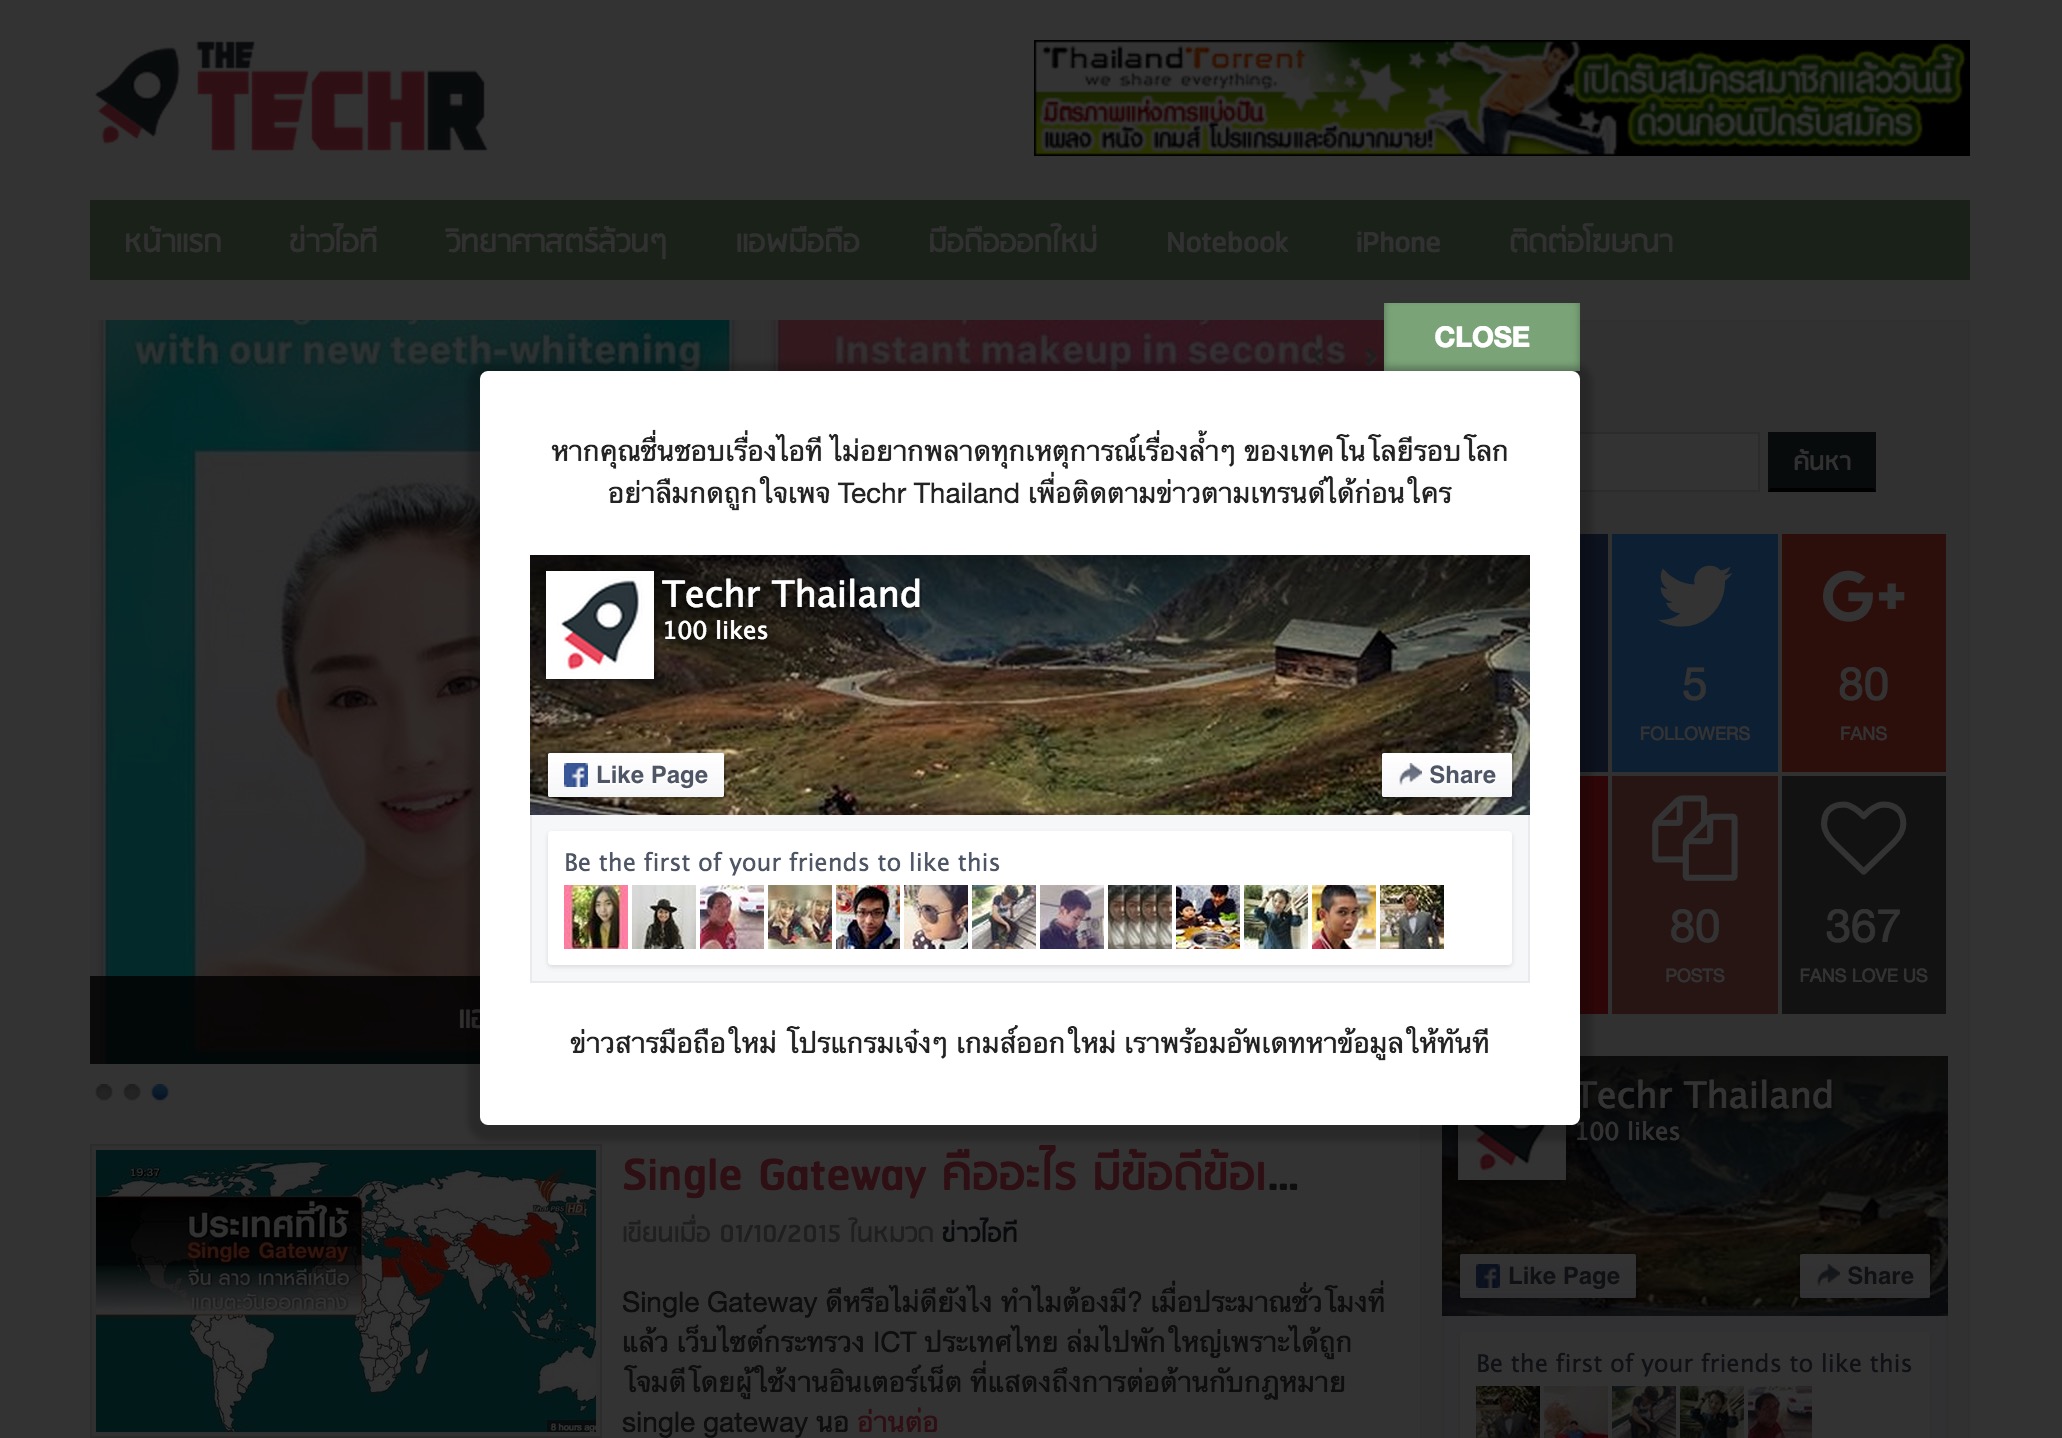 THE
TECHR
ThailandTorrent
we share everything.
มิตรภาพแห่งการแบ่งปัน
เพลง หนัง เกมส์ โปรแกรมและอีกมากมาย!
เปิดรับสมัครสมาชิกแล้ววันนี้
ด่วนก่อนปิดรับสมัคร
หน้าแรก ข่าวไอที วิทยาศาสตร์ล้วนๆ แอพมือถือ มือถือออกใหม่ Notebook iPhone ติดต่อโฆษณา
with our new teeth-whitening
Instant makeup in seconds
CLOSE
หากคุณชื่นชอบเรื่องไอที ไม่อยากพลาดทุกเหตุการณ์เรื่องล้ำๆ ของเทคโนโลยีรอบโลก
อย่าลืมกดถูกใจเพจ Techr Thailand เพื่อติดตามข่าวตามเทรนด์ได้ก่อนใคร
ค้นหา
Techr Thailand
100 likes
Like Page Share
Be the first of your friends to like this
ข่าวสารมือถือใหม่ โปรแกรมเจ๋งๆ เกมส์ออกใหม่ เราพร้อมอัพเดทหาข้อมูลให้ทันที
5
FOLLOWERS
G+
80
FANS
80
POSTS
367
FANS LOVE US
19:37
ประเทศที่ใช้
Single Gateway
จีน ลาว เกาหลีเหนือ
แถบตะวันออกกลาง
8 hours ago
Single Gateway คืออะไร มีข้อดีข้อเ...
เขียนเมื่อ 01/10/2015 ในหมวด ข่าวไอที
Single Gateway ดีหรือไม่ดียังไง ทำไมต้องมี? เมื่อประมาณชั่วโมงที่
แล้ว เว็บไซต์กระทรวง ICT ประเทศไทย ล่มไปพักใหญ่เพราะได้ถูก
โจมตีโดยผู้ใช้งานอินเตอร์เน็ต ที่แสดงถึงการต่อต้านกับกฎหมาย
single gateway นอ อ่านต่อ
Techr Thailand
100 likes
Like Page Share
Be the first of your friends to like this